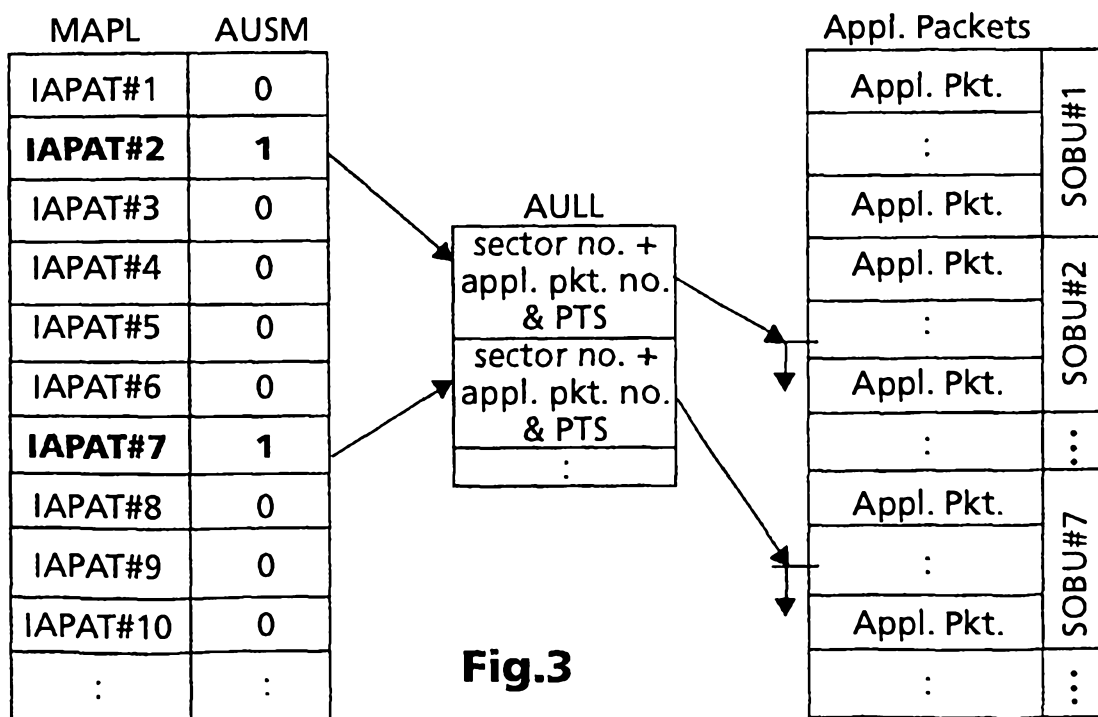 MAPL AUSM
IAPAT#1 0
IAPAT#2 1
IAPAT#3 0
IAPAT#4 0
IAPAT#5 0
IAPAT#6 0
IAPAT#7 1
IAPAT#8 0
IAPAT#9 0
IAPAT#10 0
: :
AULL
sector no. +
appl. pkt. no.
& PTS
sector no. +
appl. pkt. no.
& PTS
:
Appl. Packets
Appl. Pkt.
:
Appl. Pkt.
SOBU#1
Appl. Pkt.
:
Appl. Pkt.
SOBU#2
: ...
Appl. Pkt.
:
Appl. Pkt.
SOBU#7
: ...
Fig.3